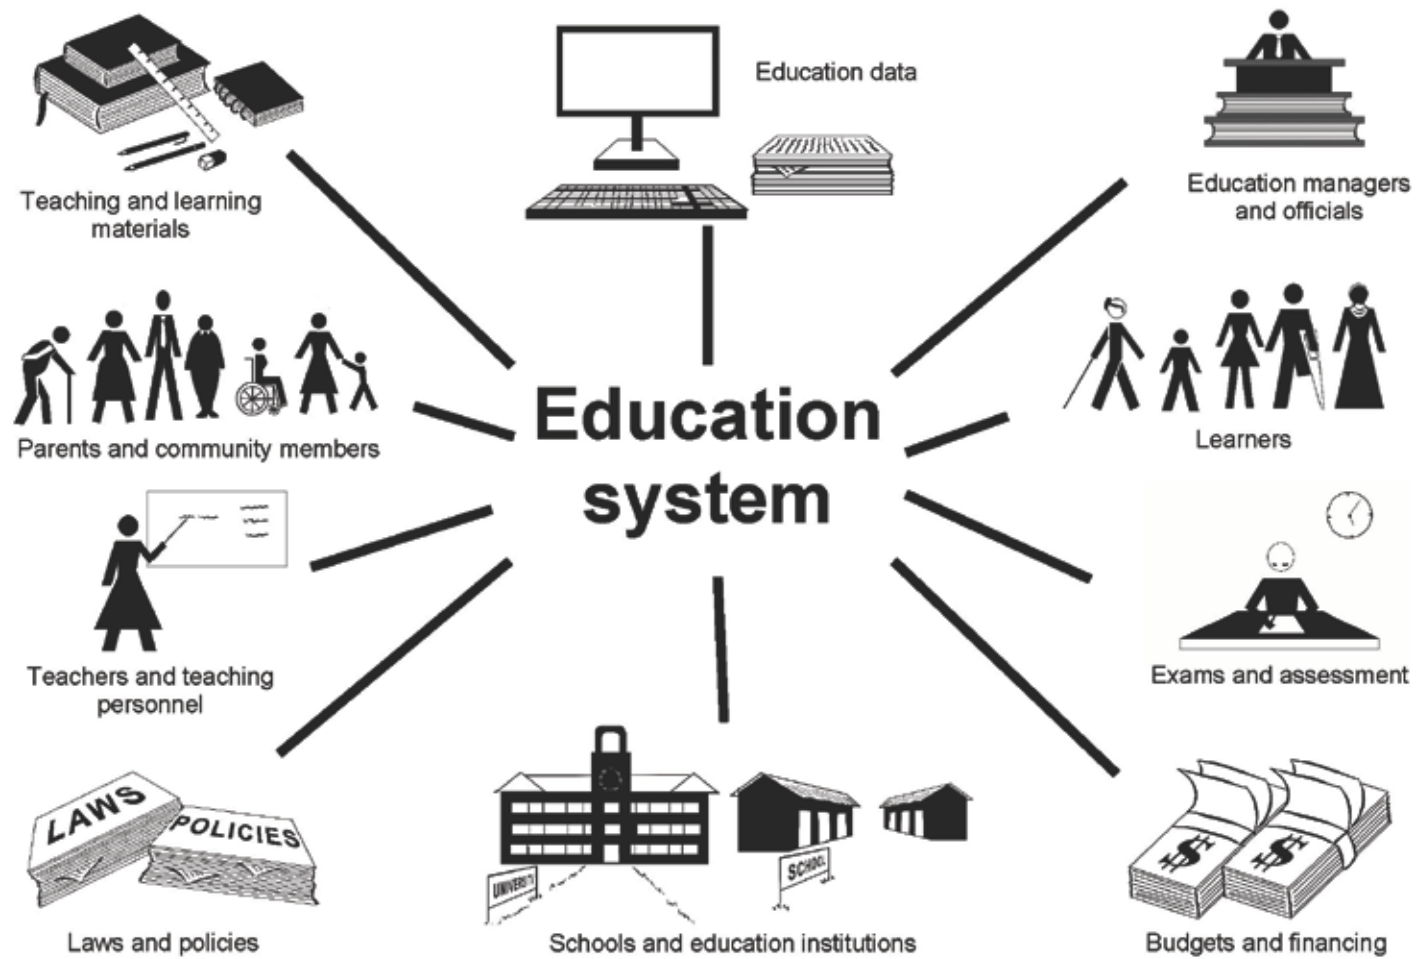 Education data
Teaching and learning
materials
Education managers
and officials
Parents and community members
Education
system
Learners
Teachers and teaching
personnel
Exams and assessment
LAWS
POLICIES
UNIVERSITY
SCHOOL
$
$
Laws and policies
Schools and education institutions
Budgets and financing